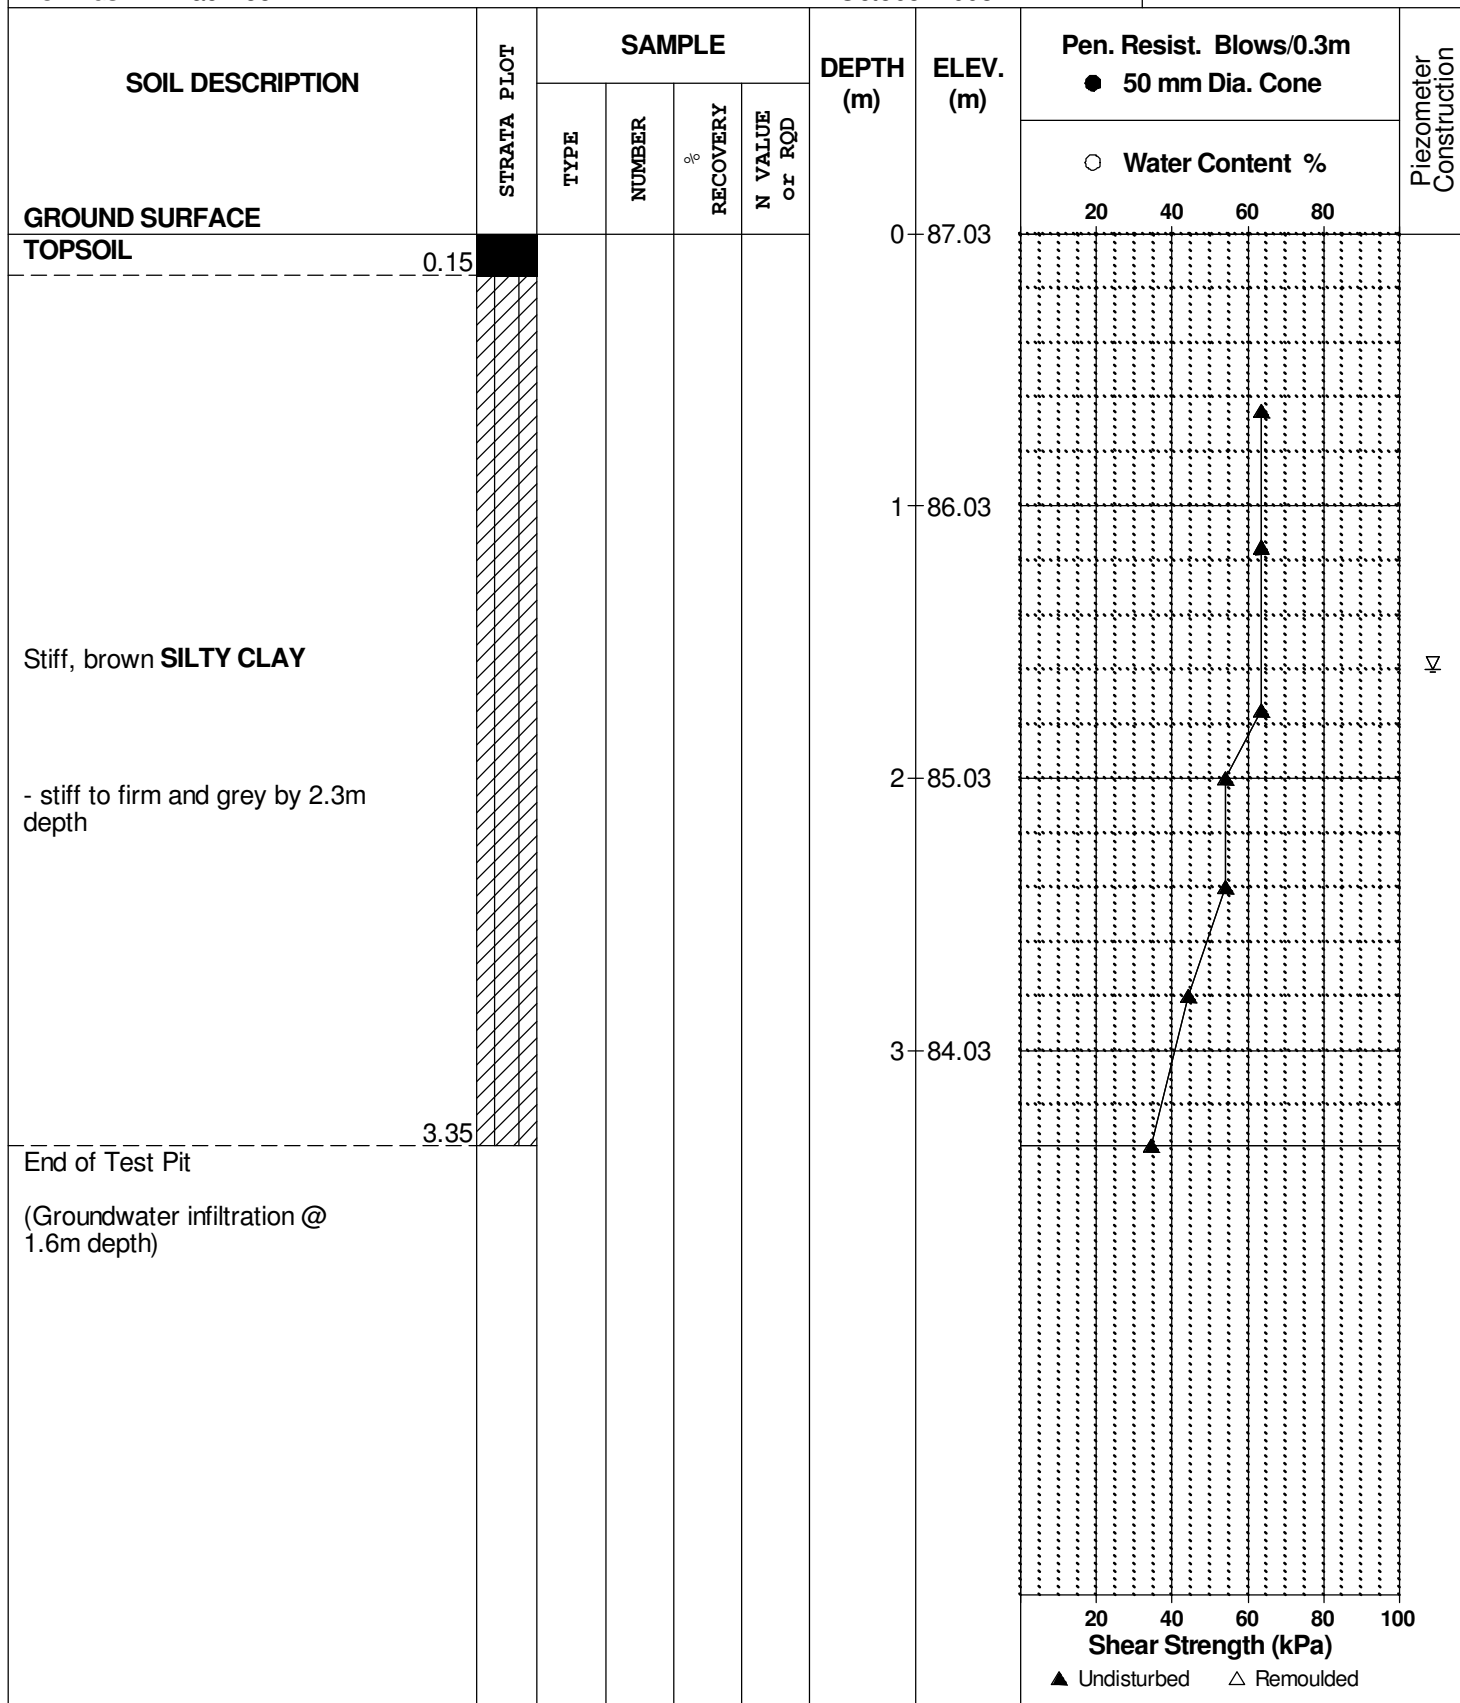 SOIL DESCRIPTION
STRATA PLOT
SAMPLE
TYPE
NUMBER
%
RECOVERY
N VALUE
or RQD
DEPTH
(m)
ELEV.
(m)
Pen. Resist. Blows/0.3m
● 50 mm Dia. Cone
○ Water Content %
Piezometer
Construction
20 40 60 80
GROUND SURFACE
0 87.03
TOPSOIL
0.15
1 86.03
Stiff, brown SILTY CLAY
2 85.03
- stiff to firm and grey by 2.3m
depth
3 84.03
3.35
End of Test Pit
(Groundwater infiltration @
1.6m depth)
20 40 60 80 100
Shear Strength (kPa)
▲ Undisturbed △ Remoulded